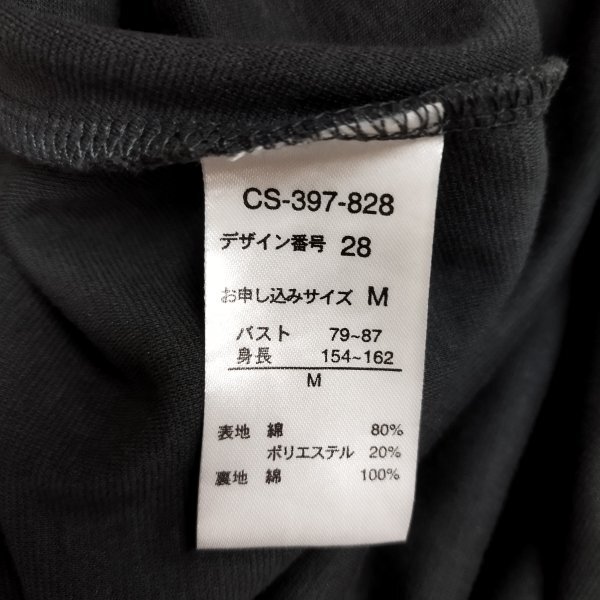 CS-397-828
デザイン番号 28
お申し込みサイズ M
バスト 79~87
身長 154~162
M
表地 綿 80%
ポリエステル 20%
裏地 綿 100%